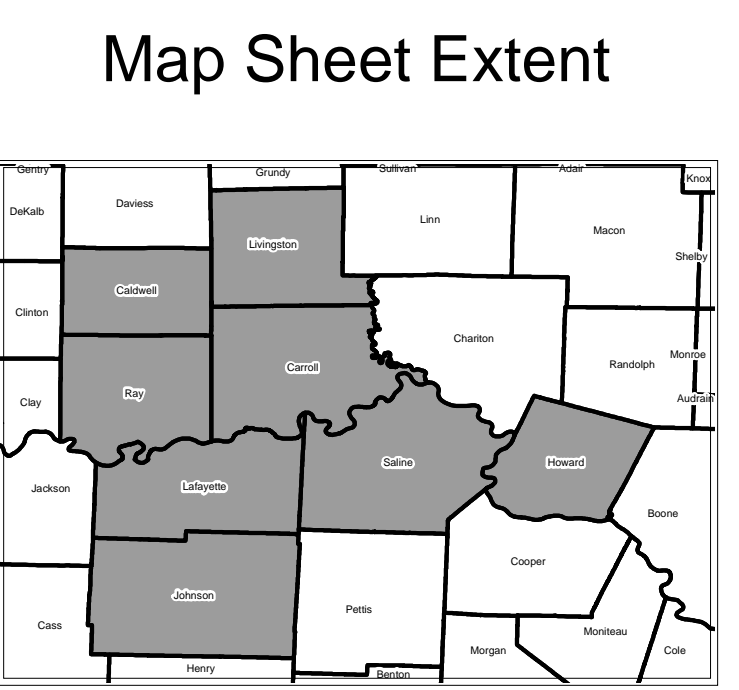 Map Sheet Extent
Gentry
Grundy
Sullivan
Adair
Knox
DeKalb
Daviess
Linn
Macon
Livingston
Shelby
Caldwell
Clinton
Chariton
Monroe
Randolph
Carroll
Ray
Clay
Audrain
Saline
Howard
Jackson
Lafayette
Boone
Cooper
Johnson
Pettis
Cass
Moniteau
Morgan
Cole
Henry
Benton